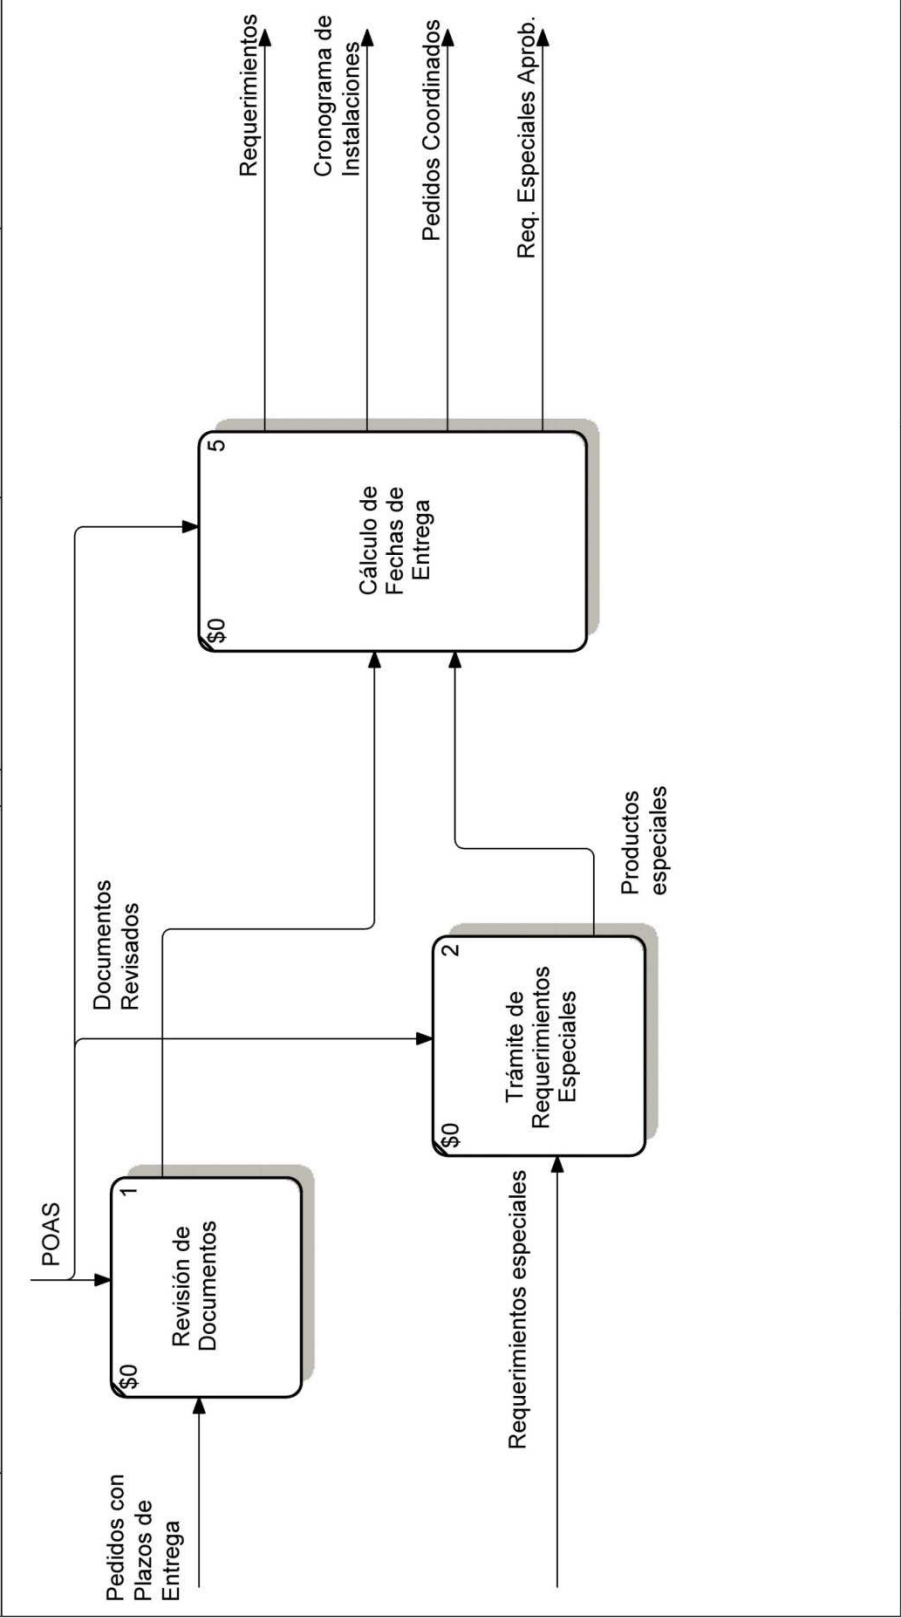 POAS
Pedidos con
Plazos de
Entrega
$0
1
Revisión de
Documentos
Documentos
Revisados
Requerimientos especiales
$0
2
Trámite de
Requerimientos
Especiales
Productos
especiales
$0
5
Cálculo de
Fechas de
Entrega
Requerimientos
Cronograma de
Instalaciones
Pedidos Coordinados
Req. Especiales Aprob.